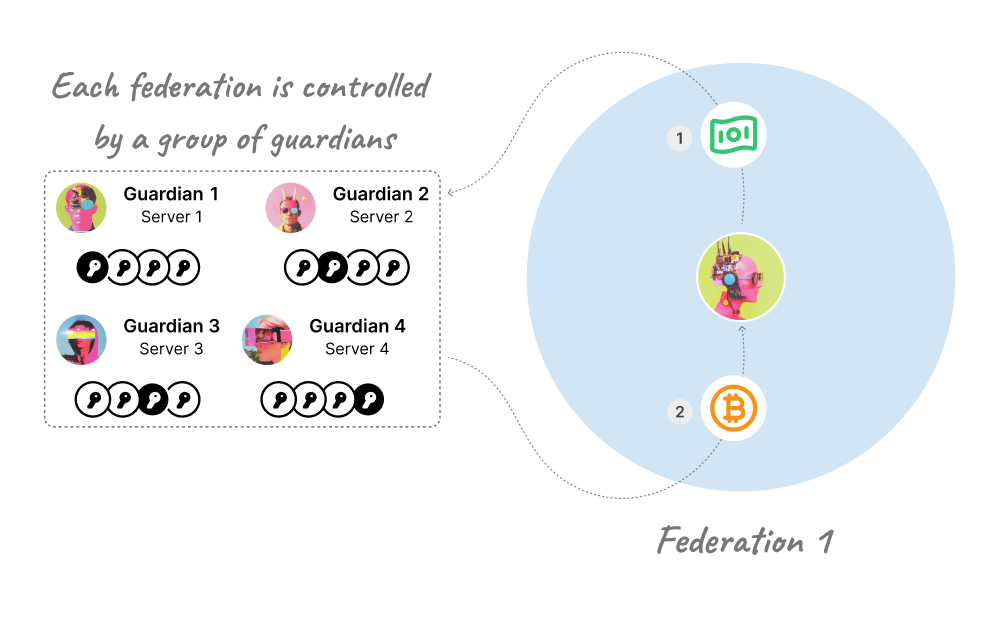 Each federation is controlled
by a group of guardians
Guardian 1
Server 1
Guardian 2
Server 2
Guardian 3
Server 3
Guardian 4
Server 4
1
2
Federation 1